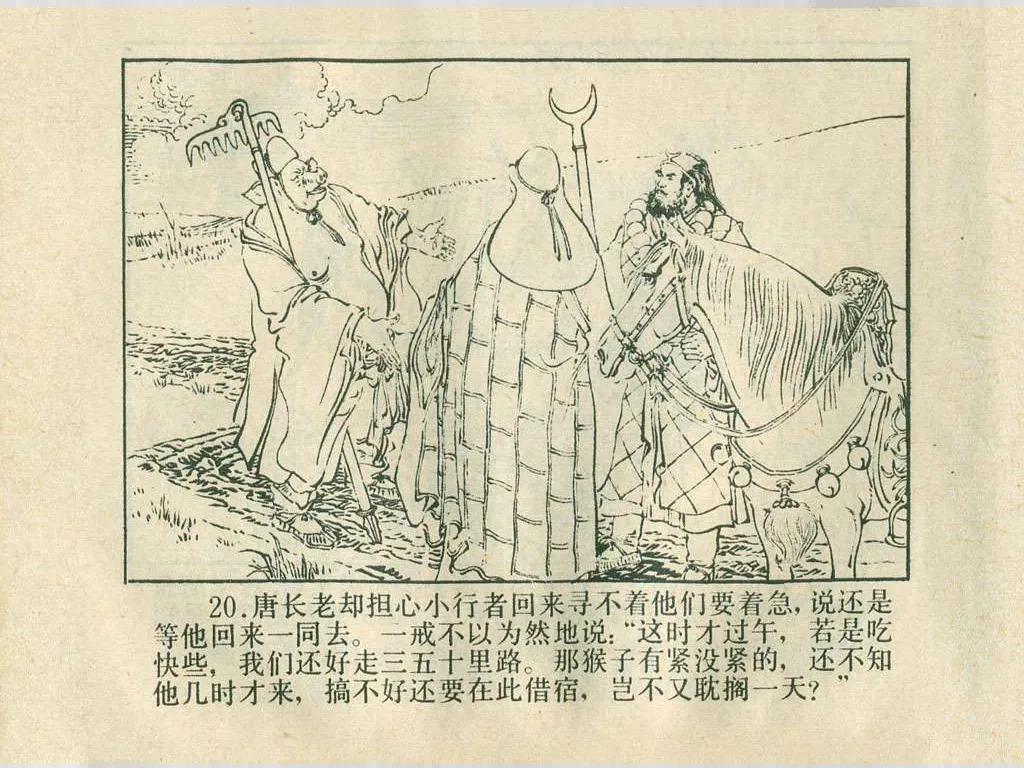 20.唐长老却担心小行者回来寻不着他们要着急,说还是
等他回来一同去。一戒不以为然地说:“这时才过午,若是吃
快些,我们还好走三五十里路。那猴子有紧没紧的,还不知
他几时才来,搞不好还要在此借宿,岂不又耽搁一天?”